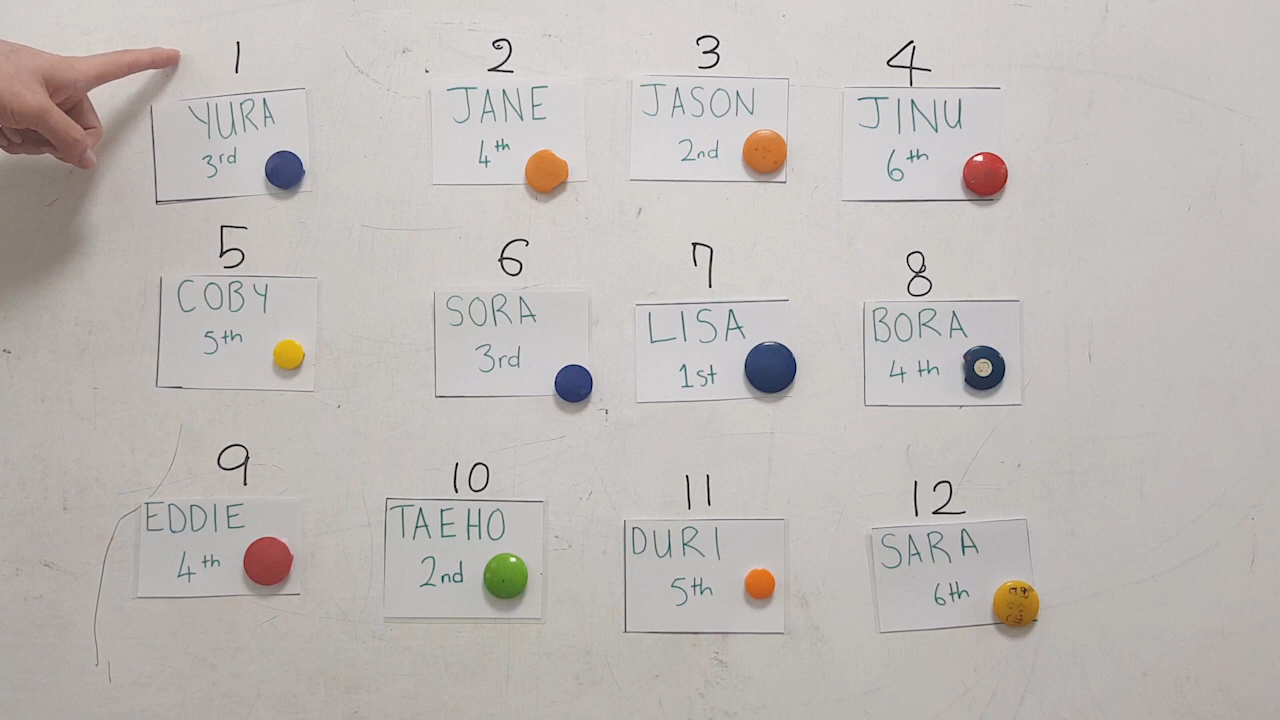 1
YURA
3rd
2
JANE
4th
3
JASON
2nd
4
JINU
6th
5
COBY
5th
6
SORA
3rd
7
LISA
1st
8
BORA
4th
9
EDDIE
4th
10
TAEHO
2nd
11
DURI
5th
12
SARA
6th